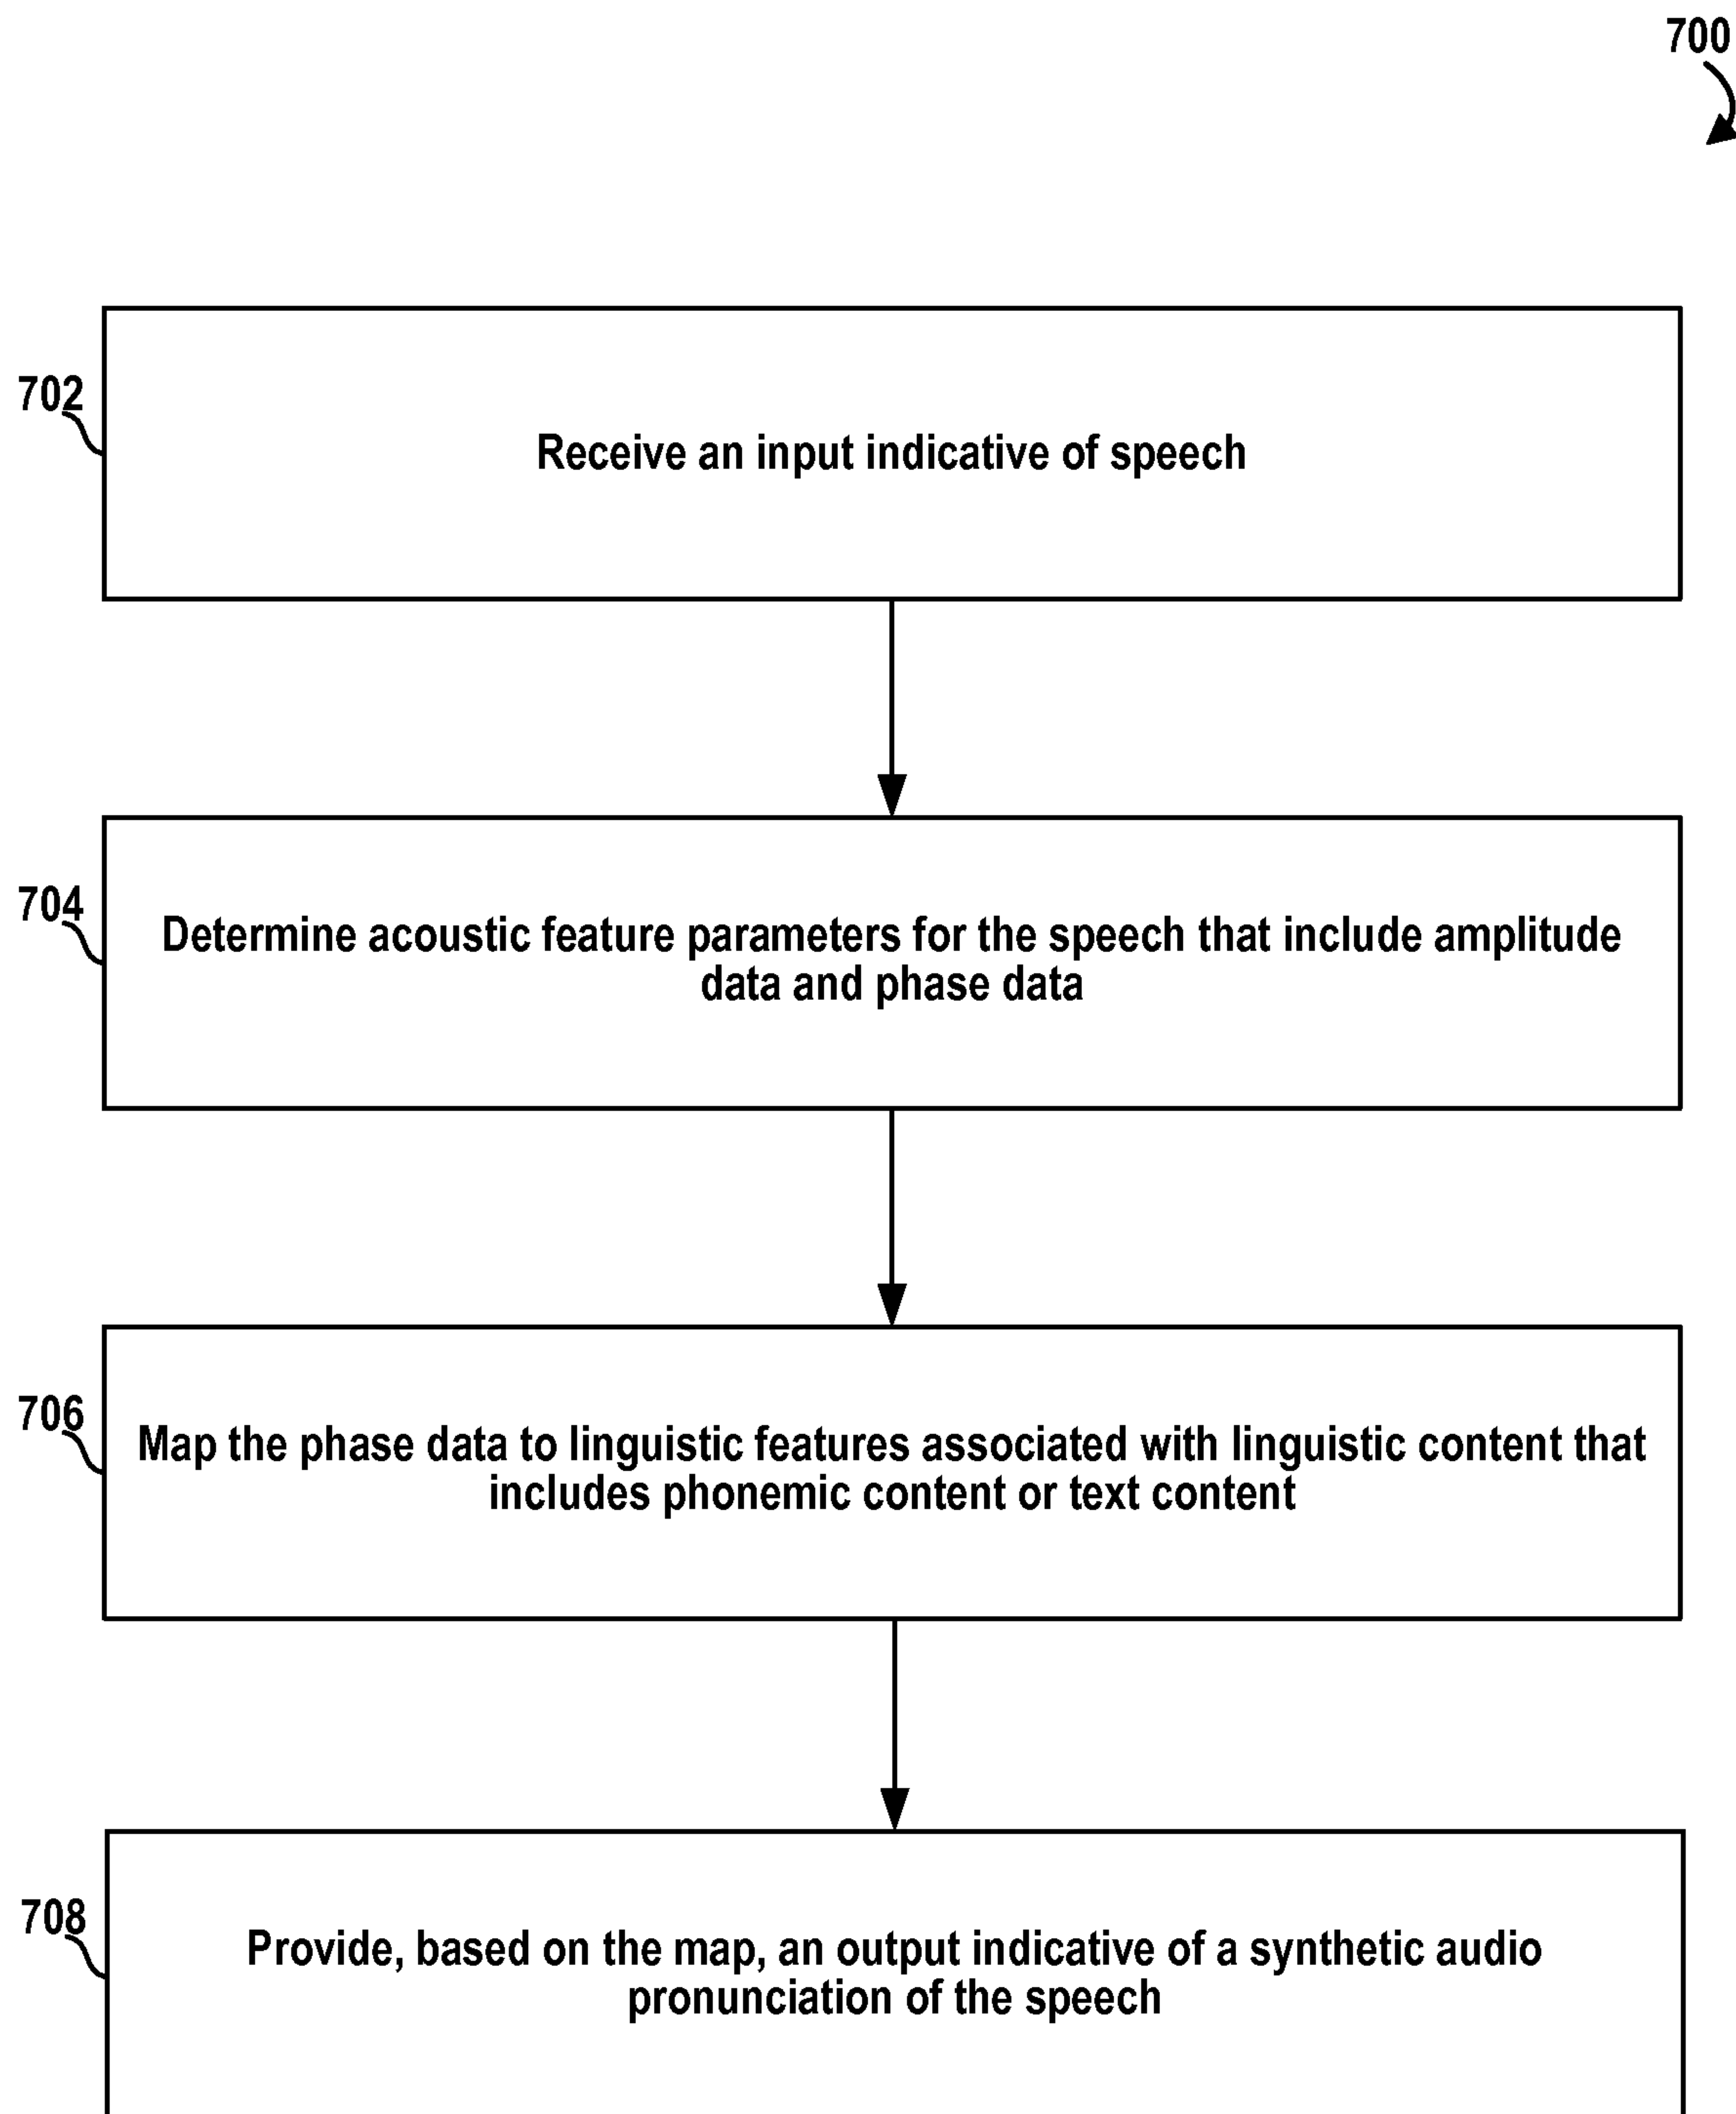 700
702
Receive an input indicative of speech
704
Determine acoustic feature parameters for the speech that include amplitude
data and phase data
706
Map the phase data to linguistic features associated with linguistic content that
includes phonemic content or text content
708
Provide, based on the map, an output indicative of a synthetic audio
pronunciation of the speech